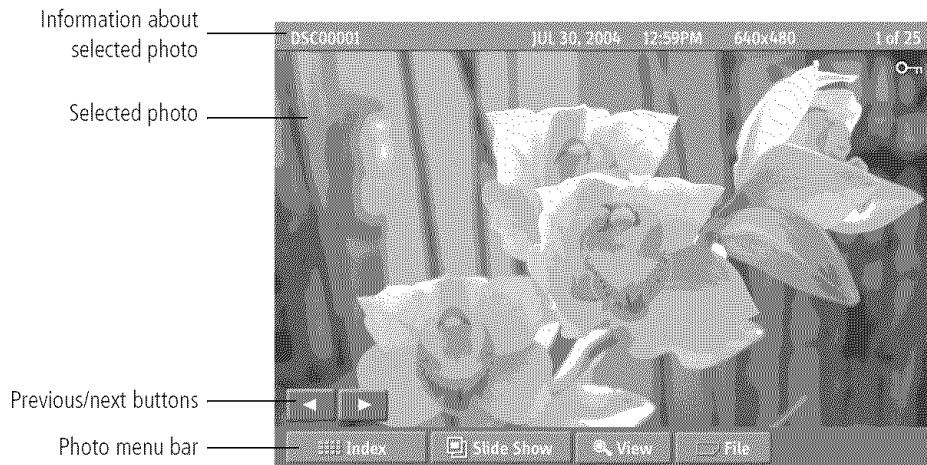 Information about
selected photo
DSC00001 JUL 30, 2004 12:59PM 640x480 1 of 25
Selected photo
Previous/next buttons
Photo menu bar
Index Slide Show View File